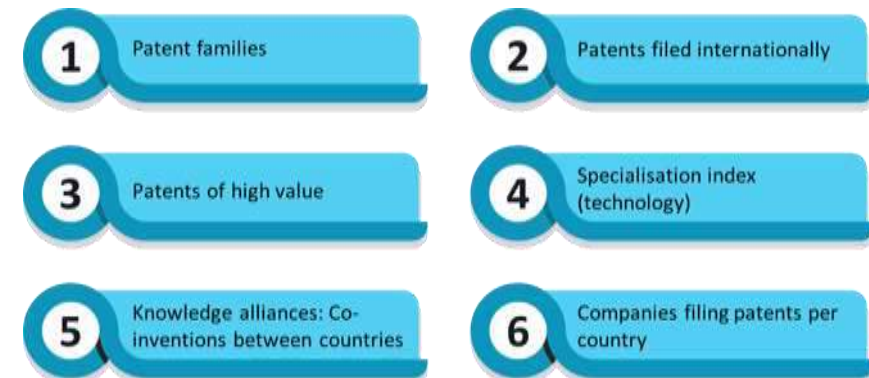 1
Patent families
2
Patents filed internationally
3
Patents of high value
4
Specialisation index
(technology)
5
Knowledge alliances: Co-
inventions between countries
6
Companies filing patents per
country